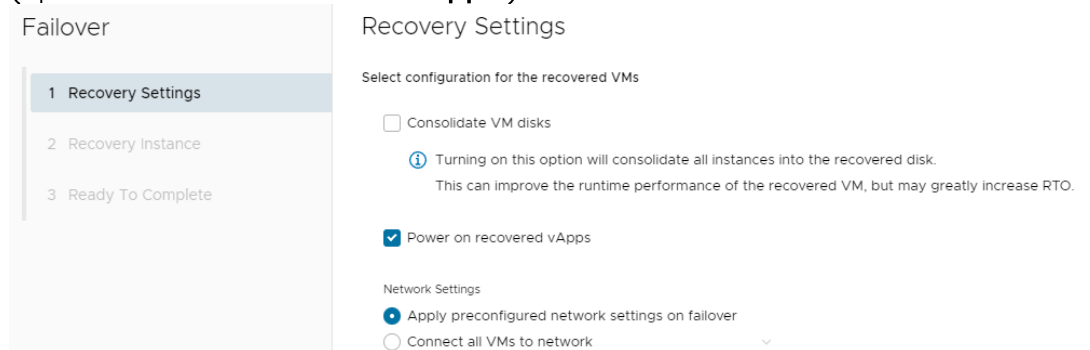 Failover
1 Recovery Settings
2 Recovery Instance
3 Ready To Complete
Recovery Settings
Select configuration for the recovered VMs
Consolidate VM disks
Turning on this option will consolidate all instances into the recovered disk.
This can improve the runtime performance of the recovered VM, but may greatly increase RTO.
Power on recovered vApps
Network Settings
Apply preconfigured network settings on failover
Connect all VMs to network